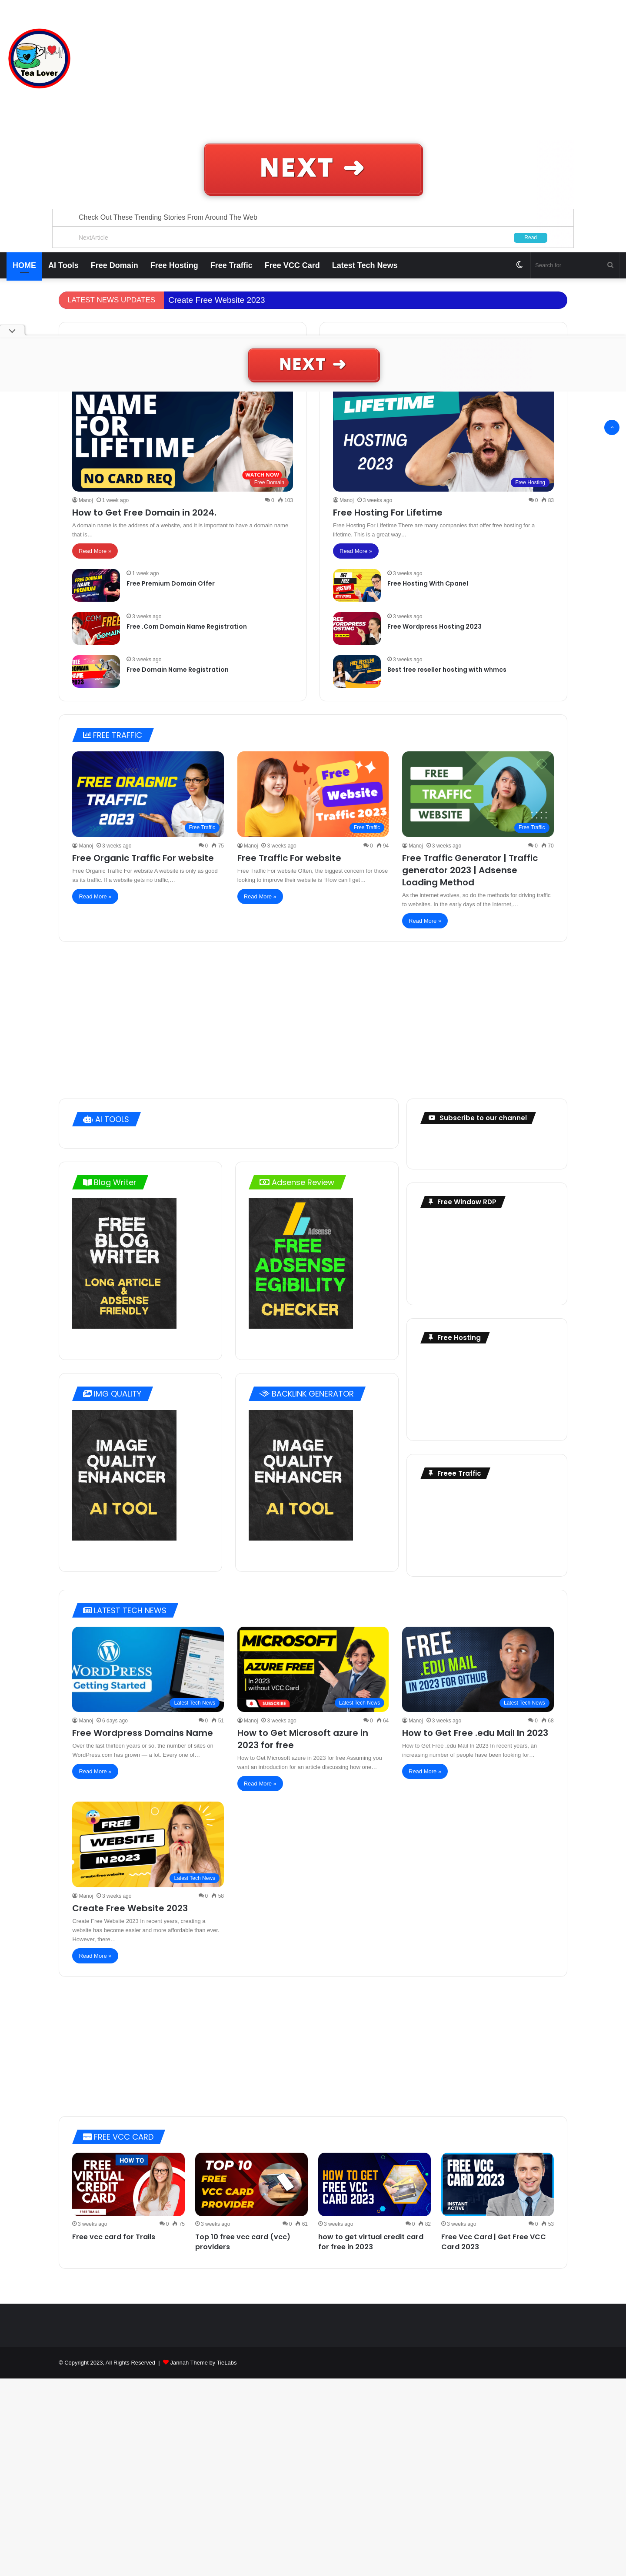 Tea Lover
NEXT ➜
Check Out These Trending Stories From Around The Web
NextArticle
Read
HOME
AI Tools
Free Domain
Free Hosting
Free Traffic
Free VCC Card
Latest Tech News
Search for
LATEST NEWS UPDATES
Create Free Website 2023
NEXT ➜
NAME
FOR
LIFETIME
NO CARD REQ
WATCH NOW
Free Domain
Manoj 1 week ago 0 103
How to Get Free Domain in 2024.
A domain name is the address of a website, and it is important to have a domain name
that is…
Read More »
1 week ago
Free Premium Domain Offer
3 weeks ago
Free .Com Domain Name Registration
3 weeks ago
Free Domain Name Registration
LIFETIME
HOSTING
2023
Free Hosting
Manoj 3 weeks ago 0 83
Free Hosting For Lifetime
Free Hosting For Lifetime There are many companies that offer free hosting for a
lifetime. This is a great way…
Read More »
3 weeks ago
Free Hosting With Cpanel
3 weeks ago
Free Wordpress Hosting 2023
3 weeks ago
Best free reseller hosting with whmcs
FREE TRAFFIC
FREE ORAGNIC
TRAFFIC
2023
Free Traffic
Manoj 3 weeks ago 0 75
Free Organic Traffic For website
Free Organic Traffic For website A website is only as good
as its traffic. If a website gets no traffic,…
Read More »
Free
Website
Traffic 2023
Free Traffic
Manoj 3 weeks ago 0 94
Free Traffic For website
Free Traffic For website Often, the biggest concern for those
looking to improve their website is "How can I get…
Read More »
FREE
TRAFFIC
WEBSITE
Free Traffic
Manoj 3 weeks ago 0 70
Free Traffic Generator | Traffic
generator 2023 | Adsense
Loading Method
As the internet evolves, so do the methods for driving traffic
to websites. In the early days of the Internet,…
Read More »
AI TOOLS
Blog Writer
FREE
BLOG
WRITER
LONG ARTICLE
&
ADSENSE
FRIENDLY
Adsense Review
Adsense
FREE
ADSENSE
EGIBILITY
CHECKER
IMG QUALITY
IMAGE
QUALITY
ENHANCER
AI TOOL
BACKLINK GENERATOR
IMAGE
QUALITY
ENHANCER
AI TOOL
Subscribe to our channel
Free Window RDP
Free Hosting
Freee Traffic
LATEST TECH NEWS
WORDPRESS
Getting Started
Latest Tech News
Manoj 6 days ago 0 51
Free Wordpress Domains Name
Over the last thirteen years or so, the number of sites on
WordPress.com has grown — a lot. Every one of…
Read More »
MICROSOFT
AZURE FREE
In 2023
without VCC Card
SUBSCRIBE
Latest Tech News
Manoj 3 weeks ago 0 64
How to Get Microsoft azure in
2023 for free
How to Get Microsoft azure in 2023 for free Assuming you
want an introduction for an article discussing how one…
Read More »
FREE
.EDU MAIL
IN 2023 FOR GITHUB
Latest Tech News
Manoj 3 weeks ago 0 68
How to Get Free .edu Mail In 2023
How to Get Free .edu Mail In 2023 In recent years, an
increasing number of people have been looking for…
Read More »
FREE
WEBSITE
IN 2023
create free website
Latest Tech News
Manoj 3 weeks ago 0 58
Create Free Website 2023
Create Free Website 2023 In recent years, creating a
website has become easier and more affordable than ever.
However, there…
Read More »
FREE VCC CARD
HOW TO
FREE
VIRTUAL
CREDIT
CARD
FREE TRAILS
3 weeks ago 0 75
Free vcc card for Trails
TOP 10
FREE
VCC CARD
PROVIDER
3 weeks ago 0 61
Top 10 free vcc card (vcc)
providers
HOW TO GET
FREE VCC
CARD 2023
3 weeks ago 0 82
how to get virtual credit card
for free in 2023
FREE VCC
CARD 2023
INSTANT
ACTIVE
3 weeks ago 0 53
Free Vcc Card | Get Free VCC
Card 2023
© Copyright 2023, All Rights Reserved | Jannah Theme by TieLabs